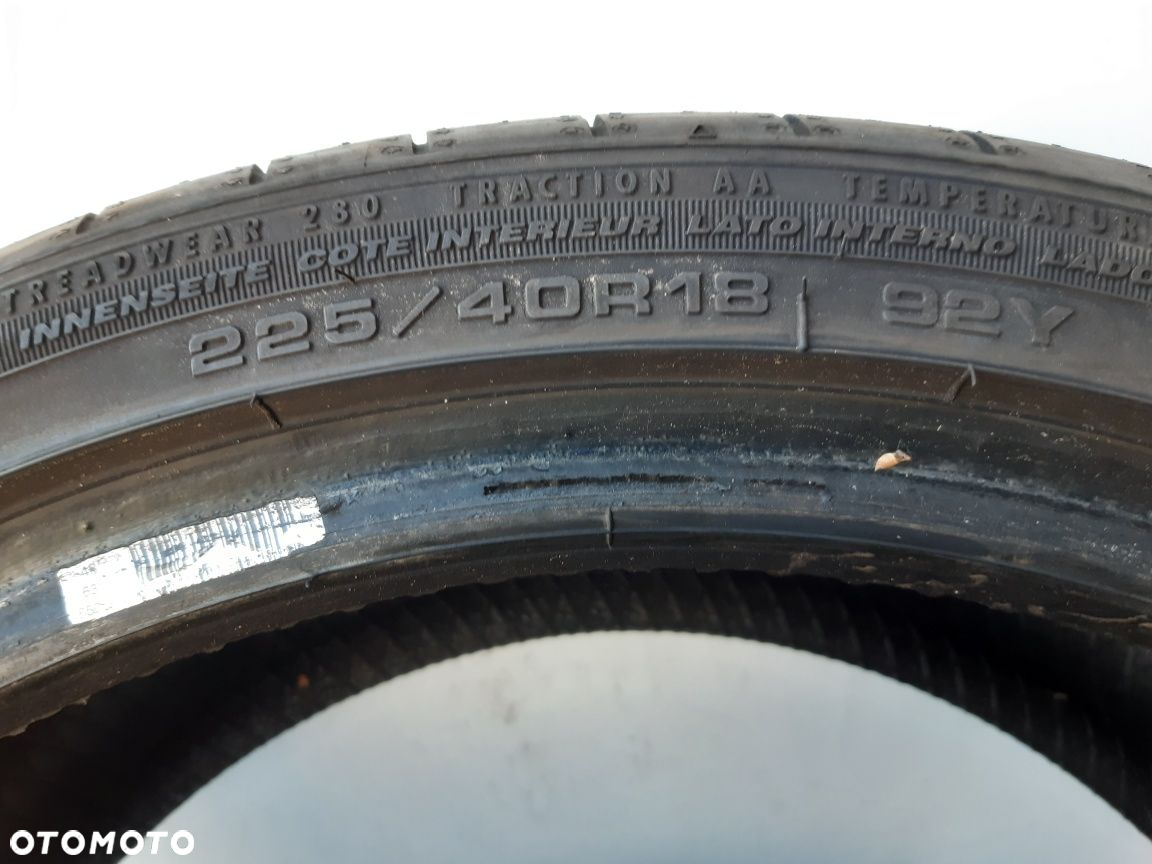 TREADWEAR 280 TRACTION AA TEMPERATUR
INNENSEITE COTE INTERIEUR LATO INTERNO LADO
225/40R18 92Y
OTOMOTO